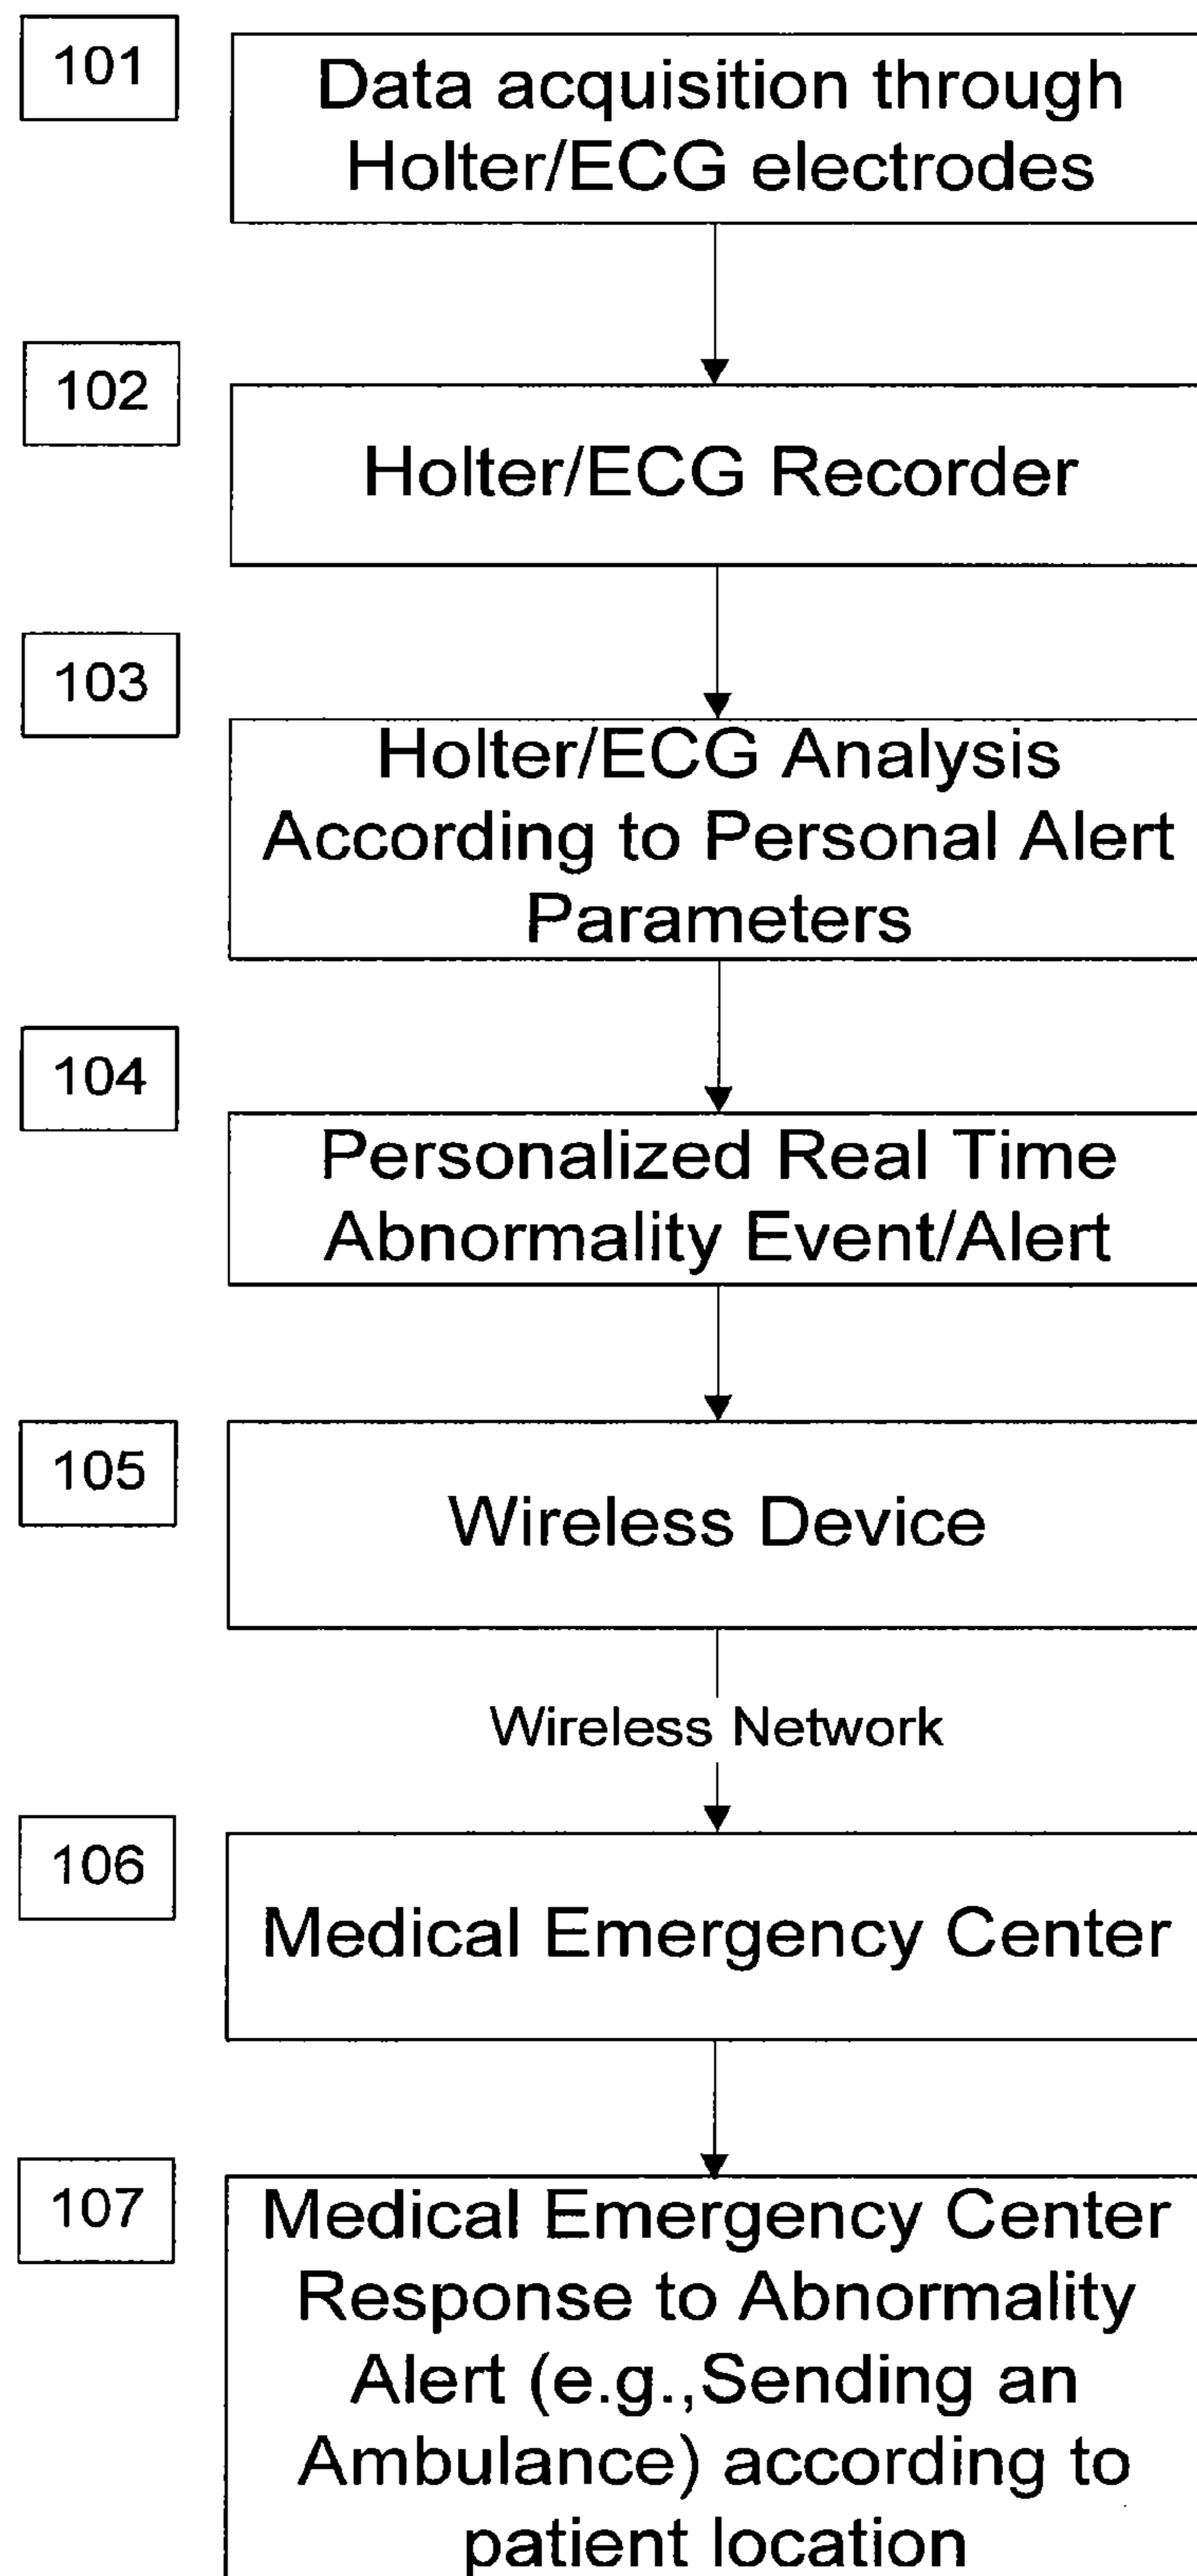 101
Data acquisition through
Holter/ECG electrodes
102
Holter/ECG Recorder
103
Holter/ECG Analysis
According to Personal Alert
Parameters
104
Personalized Real Time
Abnormality Event/Alert
105
Wireless Device
Wireless Network
106
Medical Emergency Center
107
Medical Emergency Center
Response to Abnormality
Alert (e.g.,Sending an
Ambulance) according to
patient location